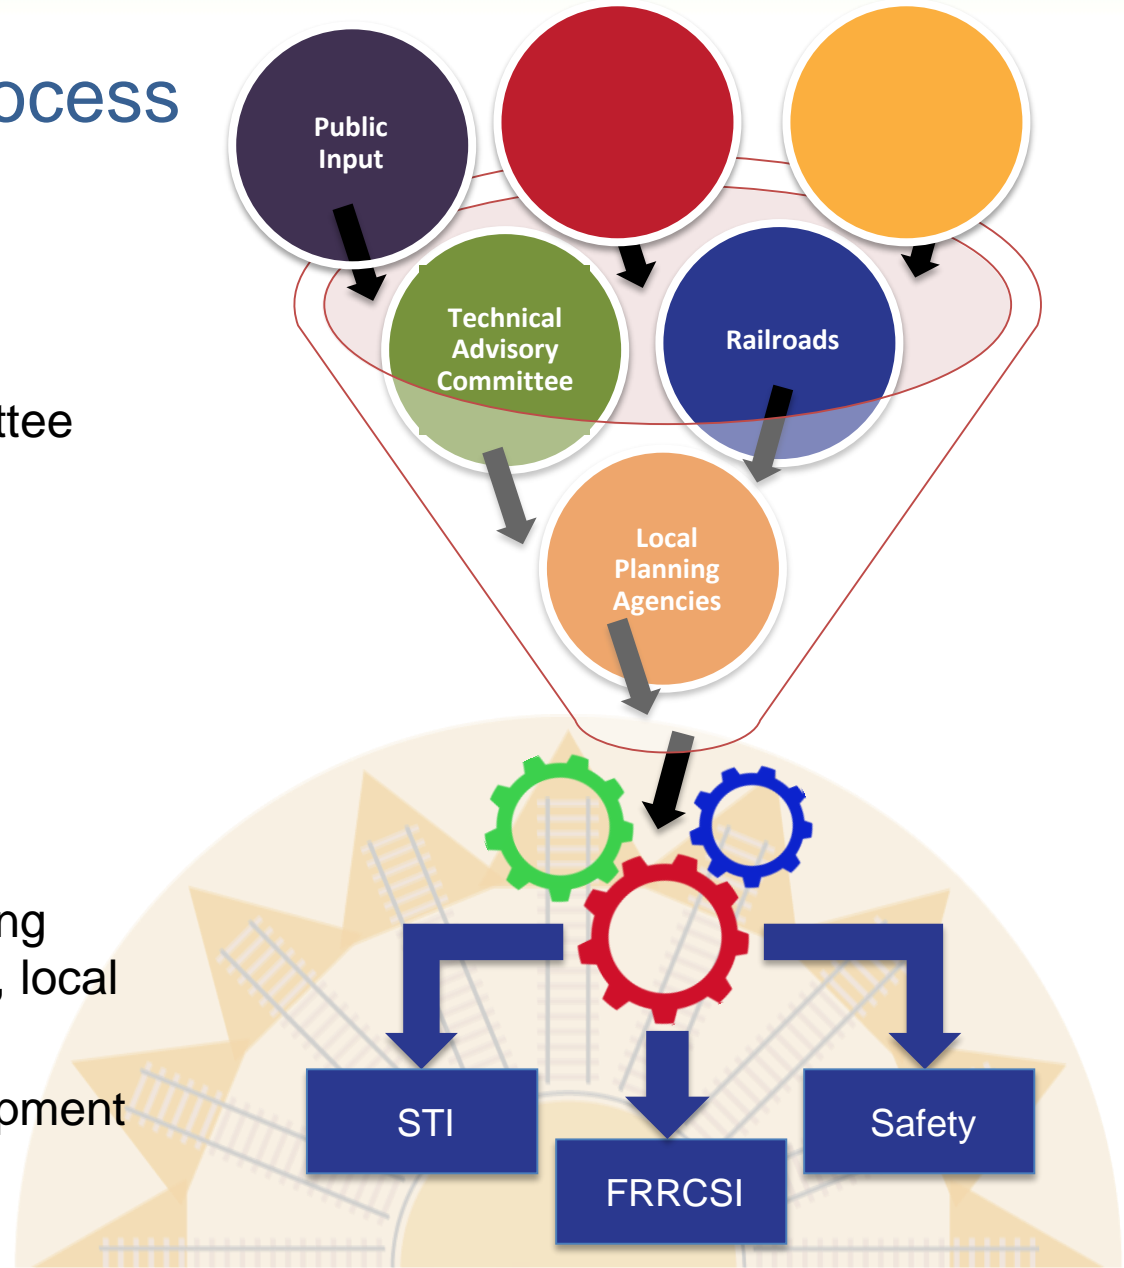 ocess
Public
Input
Technical
Advisory
Committee
Railroads
ttee
Local
Planning
Agencies
ng
, local
pment
STI
Safety
FRRCSI